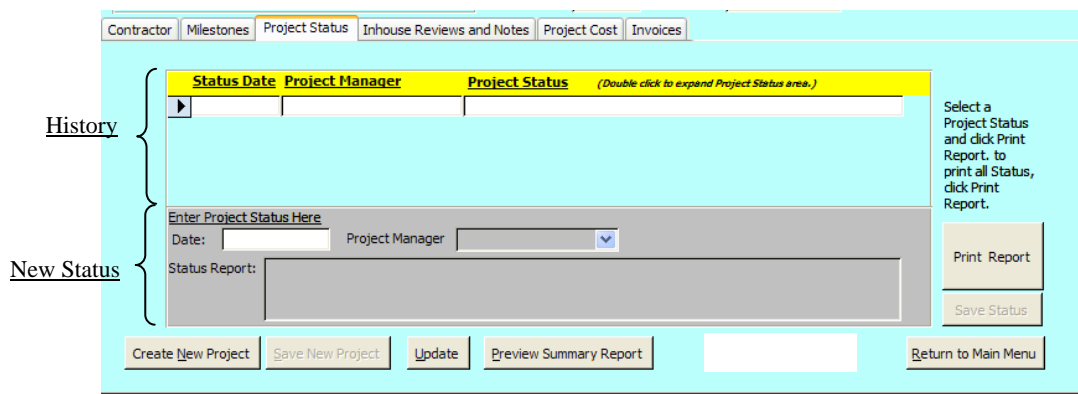 Contractor Milestones Project Status Inhouse Reviews and Notes Project Cost Invoices
Status Date Project Manager Project Status (Double click to expand Project Status area.)
History
Select a
Project Status
and click Print
Report. to
print all Status,
click Print
Report.
Enter Project Status Here
Date: Project Manager
New Status
Status Report:
Print Report
Save Status
Create New Project Save New Project Update Preview Summary Report Return to Main Menu